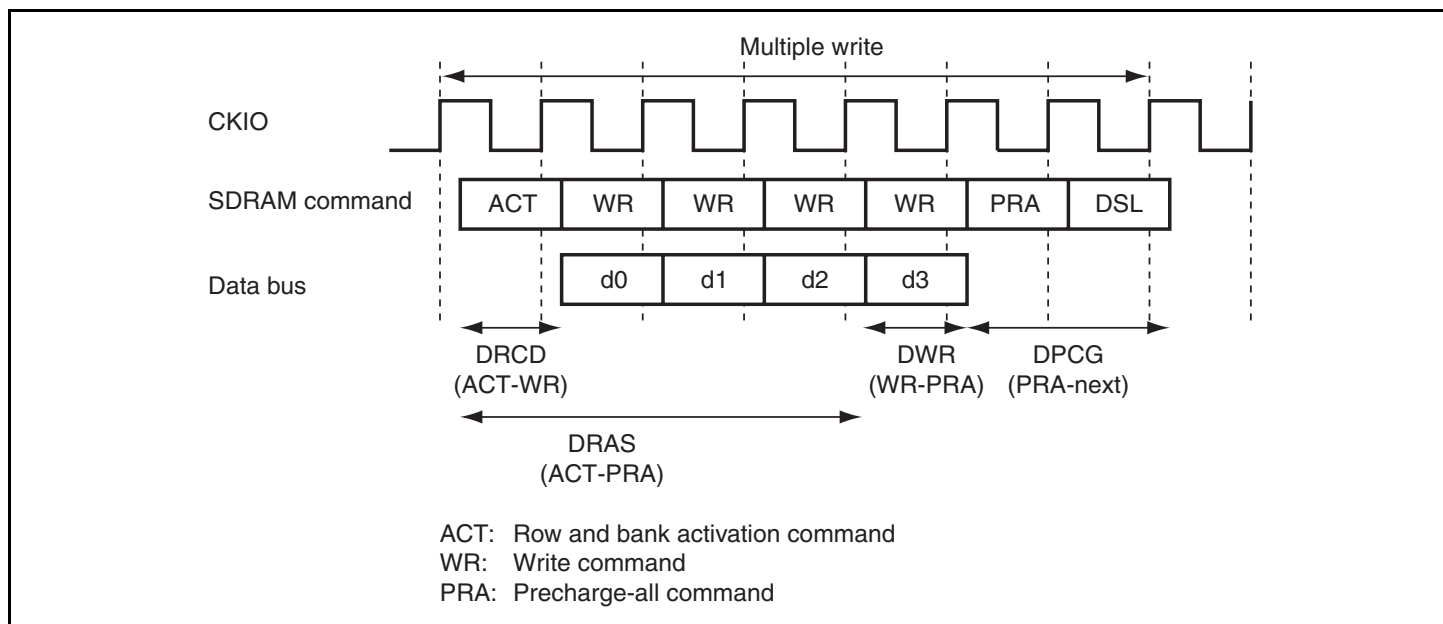 Multiple write
CKIO
SDRAM command
ACT WR WR WR WR PRA DSL
Data bus
d0 d1 d2 d3
DRCD
(ACT-WR)
DWR
(WR-PRA)
DPCG
(PRA-next)
DRAS
(ACT-PRA)
ACT: Row and bank activation command
WR: Write command
PRA: Precharge-all command